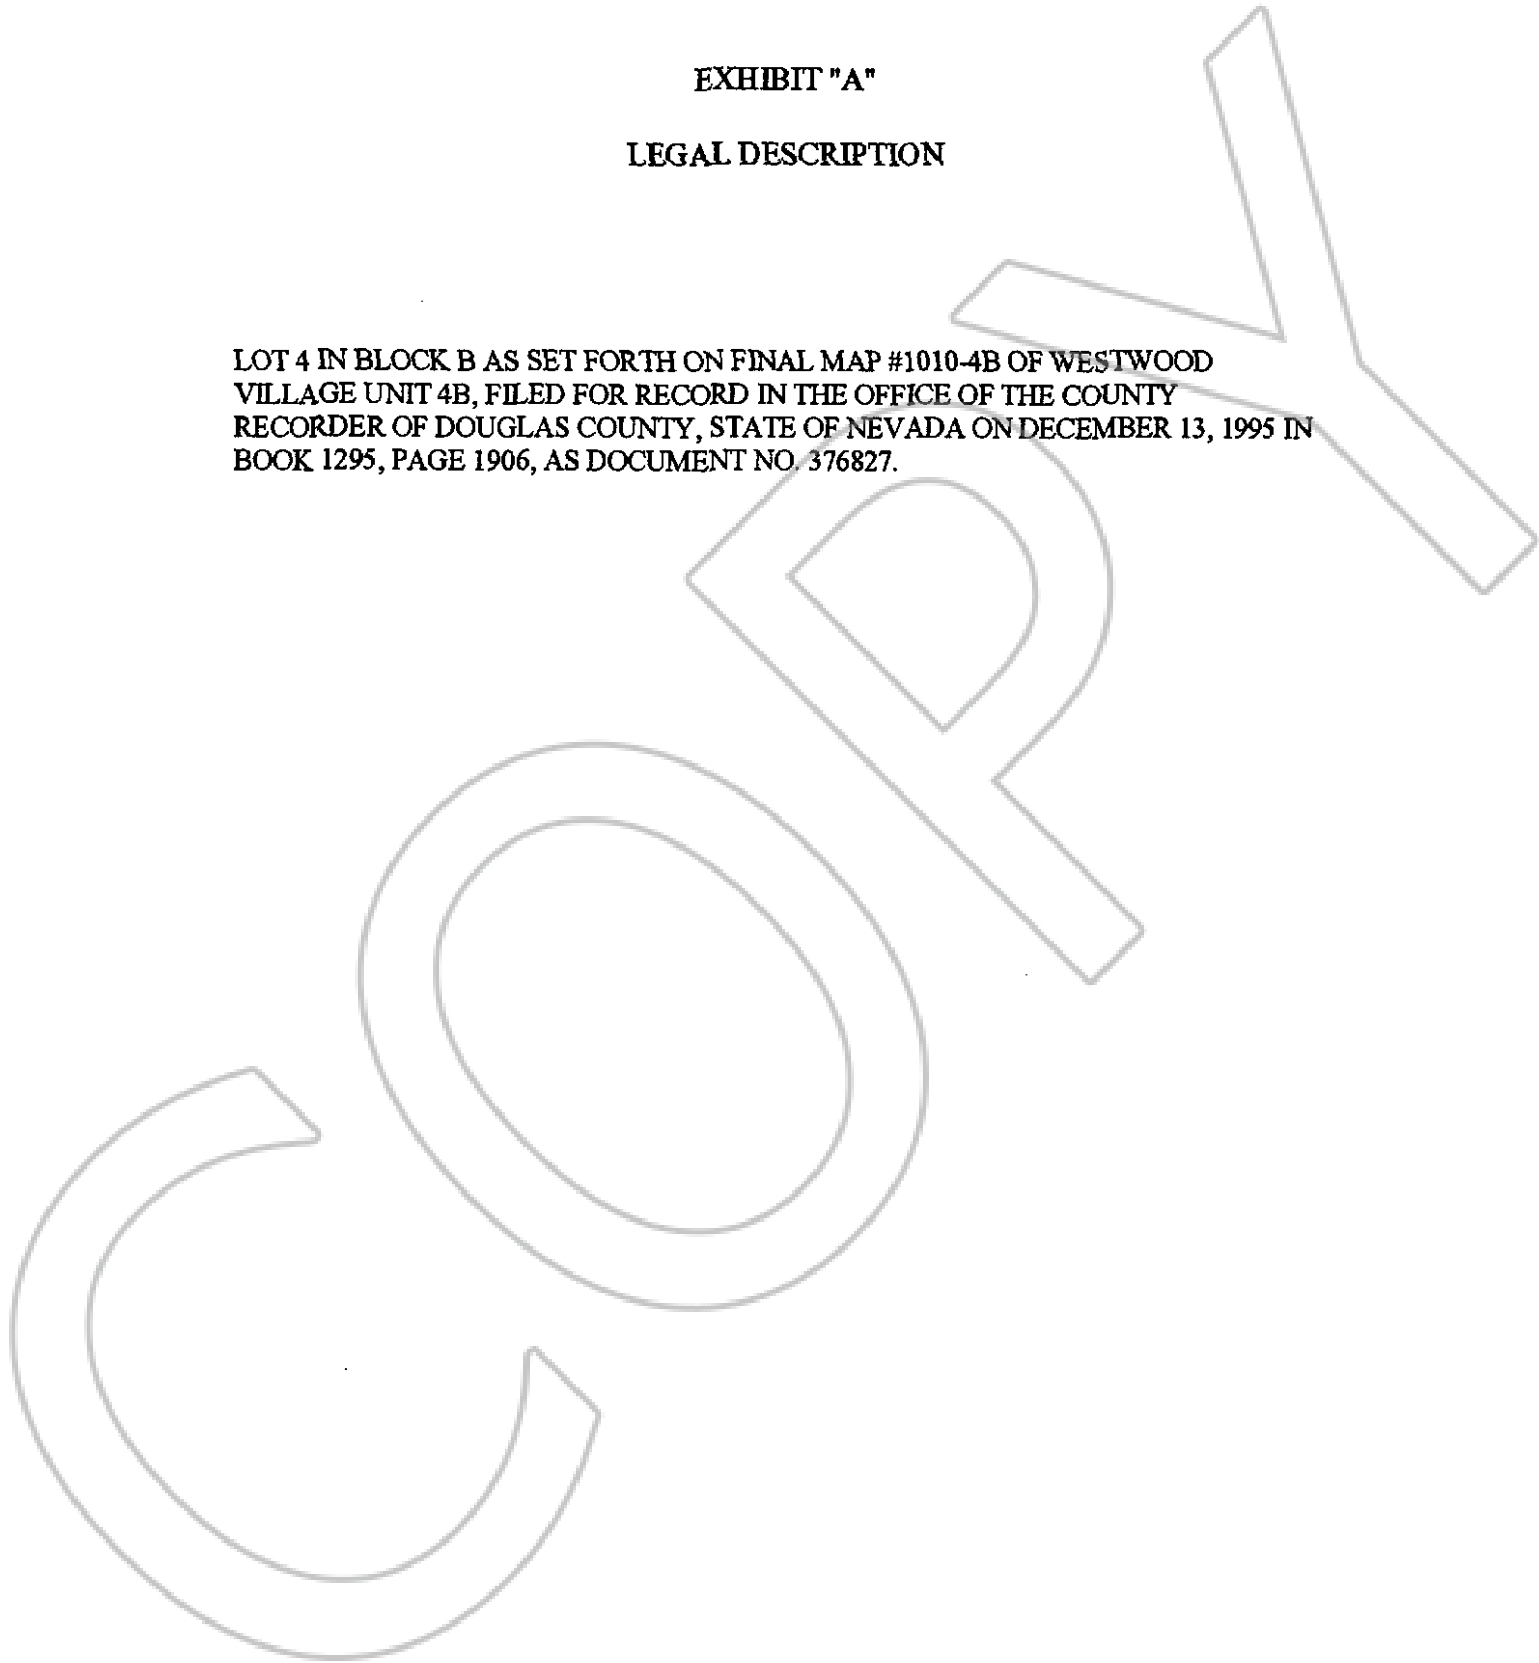 EXHIBIT "A"
LEGAL DESCRIPTION
LOT 4 IN BLOCK B AS SET FORTH ON FINAL MAP #1010-4B OF WESTWOOD
VILLAGE UNIT 4B, FILED FOR RECORD IN THE OFFICE OF THE COUNTY
RECORDER OF DOUGLAS COUNTY, STATE OF NEVADA ON DECEMBER 13, 1995 IN
BOOK 1295, PAGE 1906, AS DOCUMENT NO. 376827.
COPY